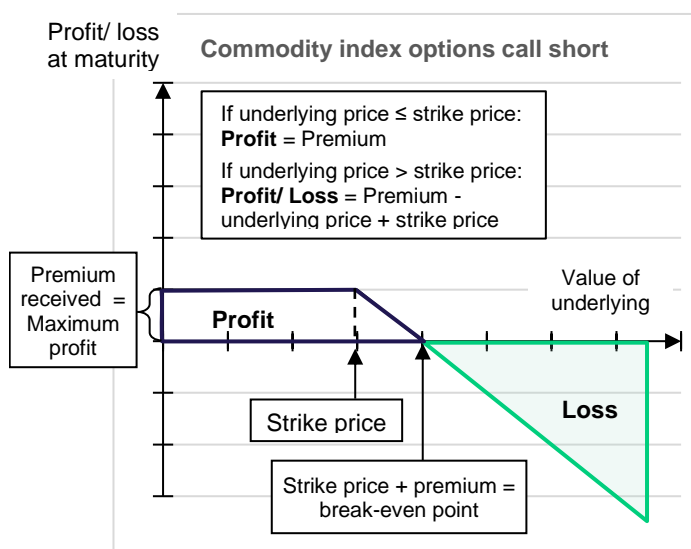 Profit/ loss
at maturity
Commodity index options call short
If underlying price ≤ strike price:
Profit = Premium
If underlying price > strike price:
Profit/ Loss = Premium -
underlying price + strike price
Premium
received =
Maximum
profit
Profit
Value of
underlying
Strike price
Loss
Strike price + premium =
break-even point